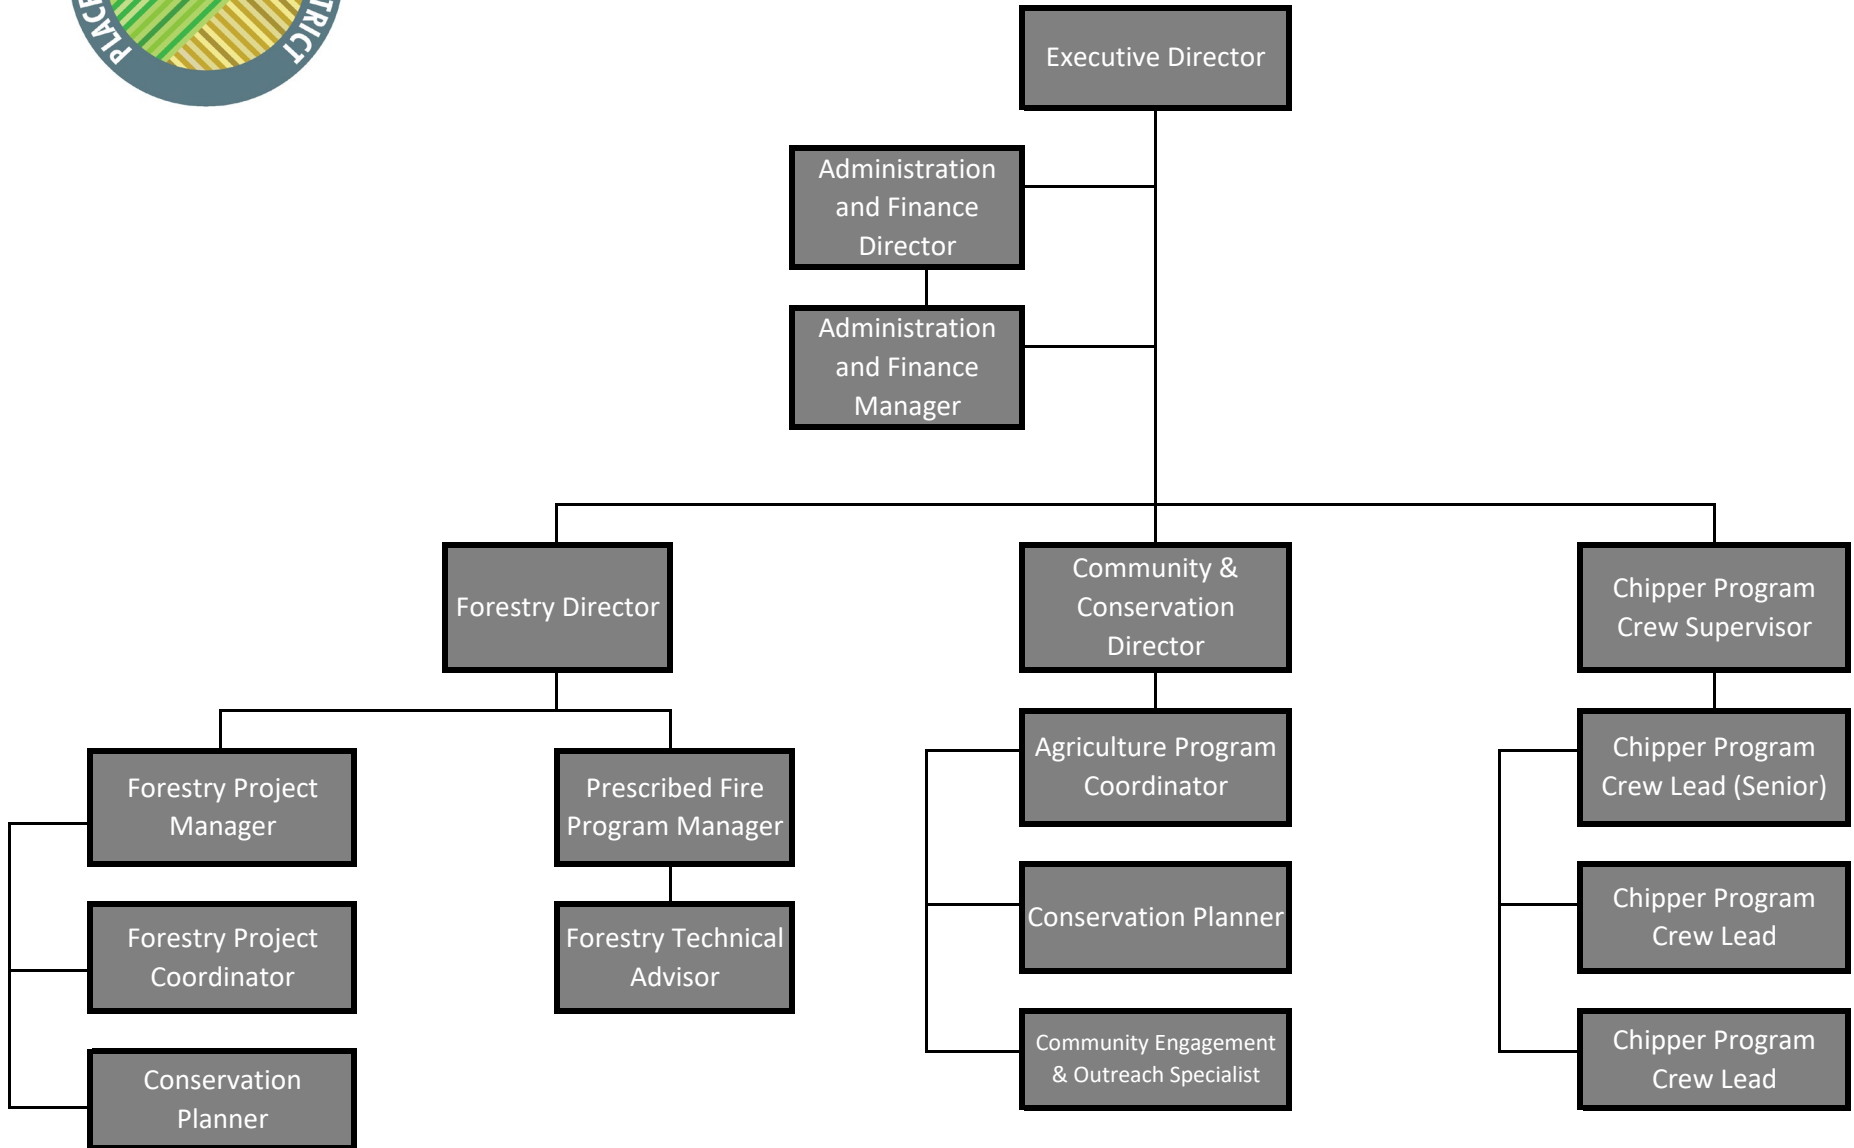 PLACE
TRICT
Executive Director
Administration
and Finance
Director
Administration
and Finance
Manager
Forestry Director
Community &
Conservation
Director
Chipper Program
Crew Supervisor
Forestry Project
Manager
Prescribed Fire
Program Manager
Agriculture Program
Coordinator
Chipper Program
Crew Lead (Senior)
Forestry Project
Coordinator
Forestry Technical
Advisor
Conservation Planner
Chipper Program
Crew Lead
Conservation
Planner
Community Engagement
& Outreach Specialist
Chipper Program
Crew Lead